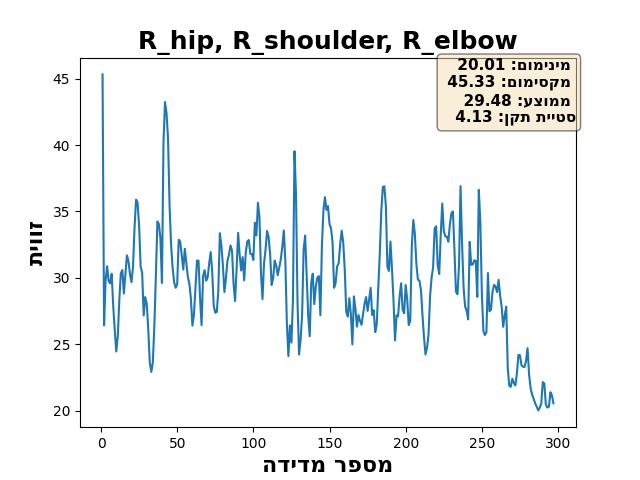 R_hip, R_shoulder, R_elbow
מינימום: 20.01
מקסימום: 45.33
ממוצע: 29.48
סטיית תקן: 4.13
זווית
45
40
35
30
25
20
0 50 100 150 200 250 300
מספר מדידה